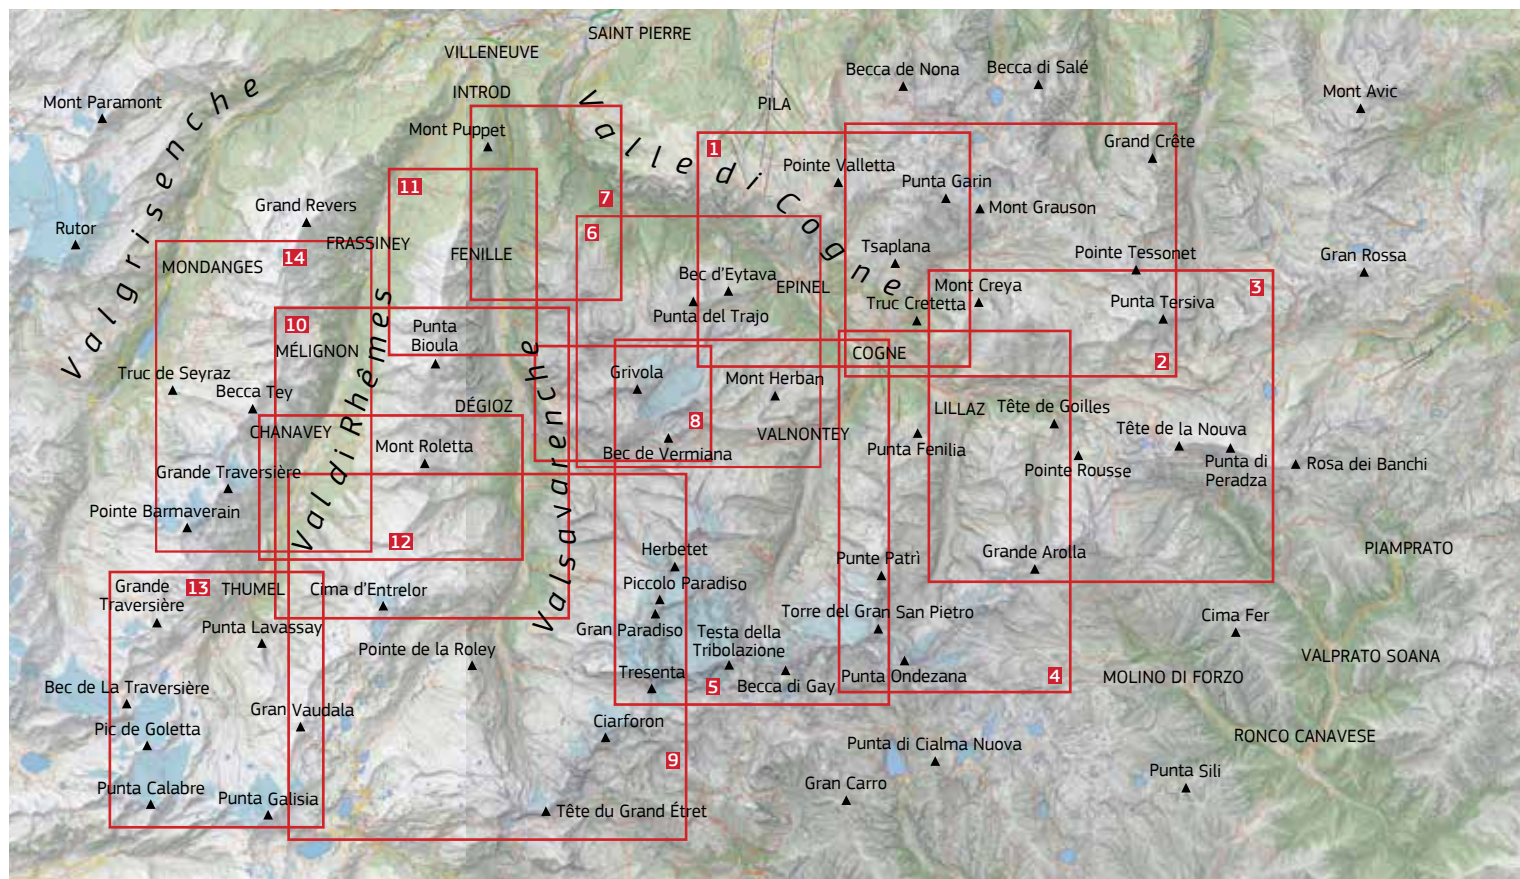 SAINT PIERRE
VILLENEUVE
Becca de Nona
Becca di Salé
Mont Paramont
INTROD
PILA
Mont Avic
Valgrisenche
Valle di Cogne
Mont Puppet
Grand Crête
1
Pointe Valletta
Punta Garin
11
7
Grand Revers
Mont Grauson
Rutor
FRASSINEY
6
Tsaplana
14
FENILLE
Pointe Tessonet
Gran Rossa
MONDANGES
Bec d'Eytava
EPINEL
Mont Creya
3
Punta Tersiva
Truc Cretetta
Punta del Trajo
10
Punta
Bioula
Val di Rhêmes
MÉLIGNON
COGNE
2
Truc de Seyraz
Grivola
Mont Herban
Becca Tey
DÉGIOZ
Valsavarenche
8
LILLAZ
Tête de Goilles
CHANAVEY
VALNONTEY
Tête de la Nouva
Mont Roletta
Bec de Vermiana
Punta Fenilia
Punta di
Peradza
Rosa dei Banchi
Grande Traversière
Pointe Rousse
Pointe Barmaverain
12
Herbetet
Grande Arolla
PIAMPRATO
Punte Patrì
13
Grande
Traversière
THUMEL
Cima d'Entrelor
Piccolo Paradiso
Torre del Gran San Pietro
Cima Fer
Punta Lavassay
Gran Paradiso
Testa della
Tribolazione
Pointe de la Roley
VALPRATO SOANA
Tresenta
Punta Ondezana
4
MOLINO DI FORZO
Bec de La Traversière
5
Becca di Gay
Gran Vaudala
Ciarforon
Pic de Goletta
RONCO CANAVESE
Punta di Cialma Nuova
9
Punta Sili
Gran Carro
Punta Calabre
Punta Galisia
Tête du Grand Étret